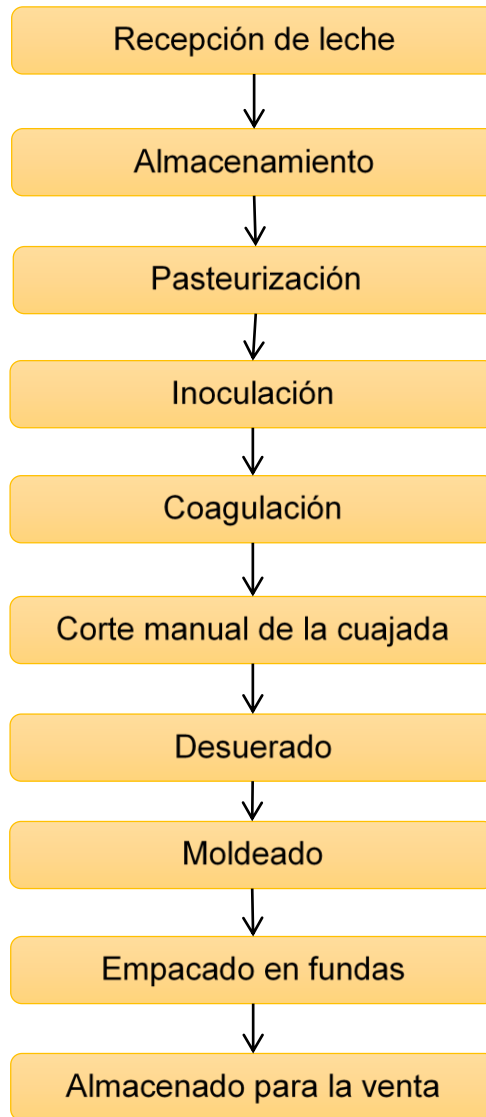 Recepción de leche
Almacenamiento
Pasteurización
Inoculación
Coagulación
Corte manual de la cuajada
Desuerado
Moldeado
Empacado en fundas
Almacenado para la venta